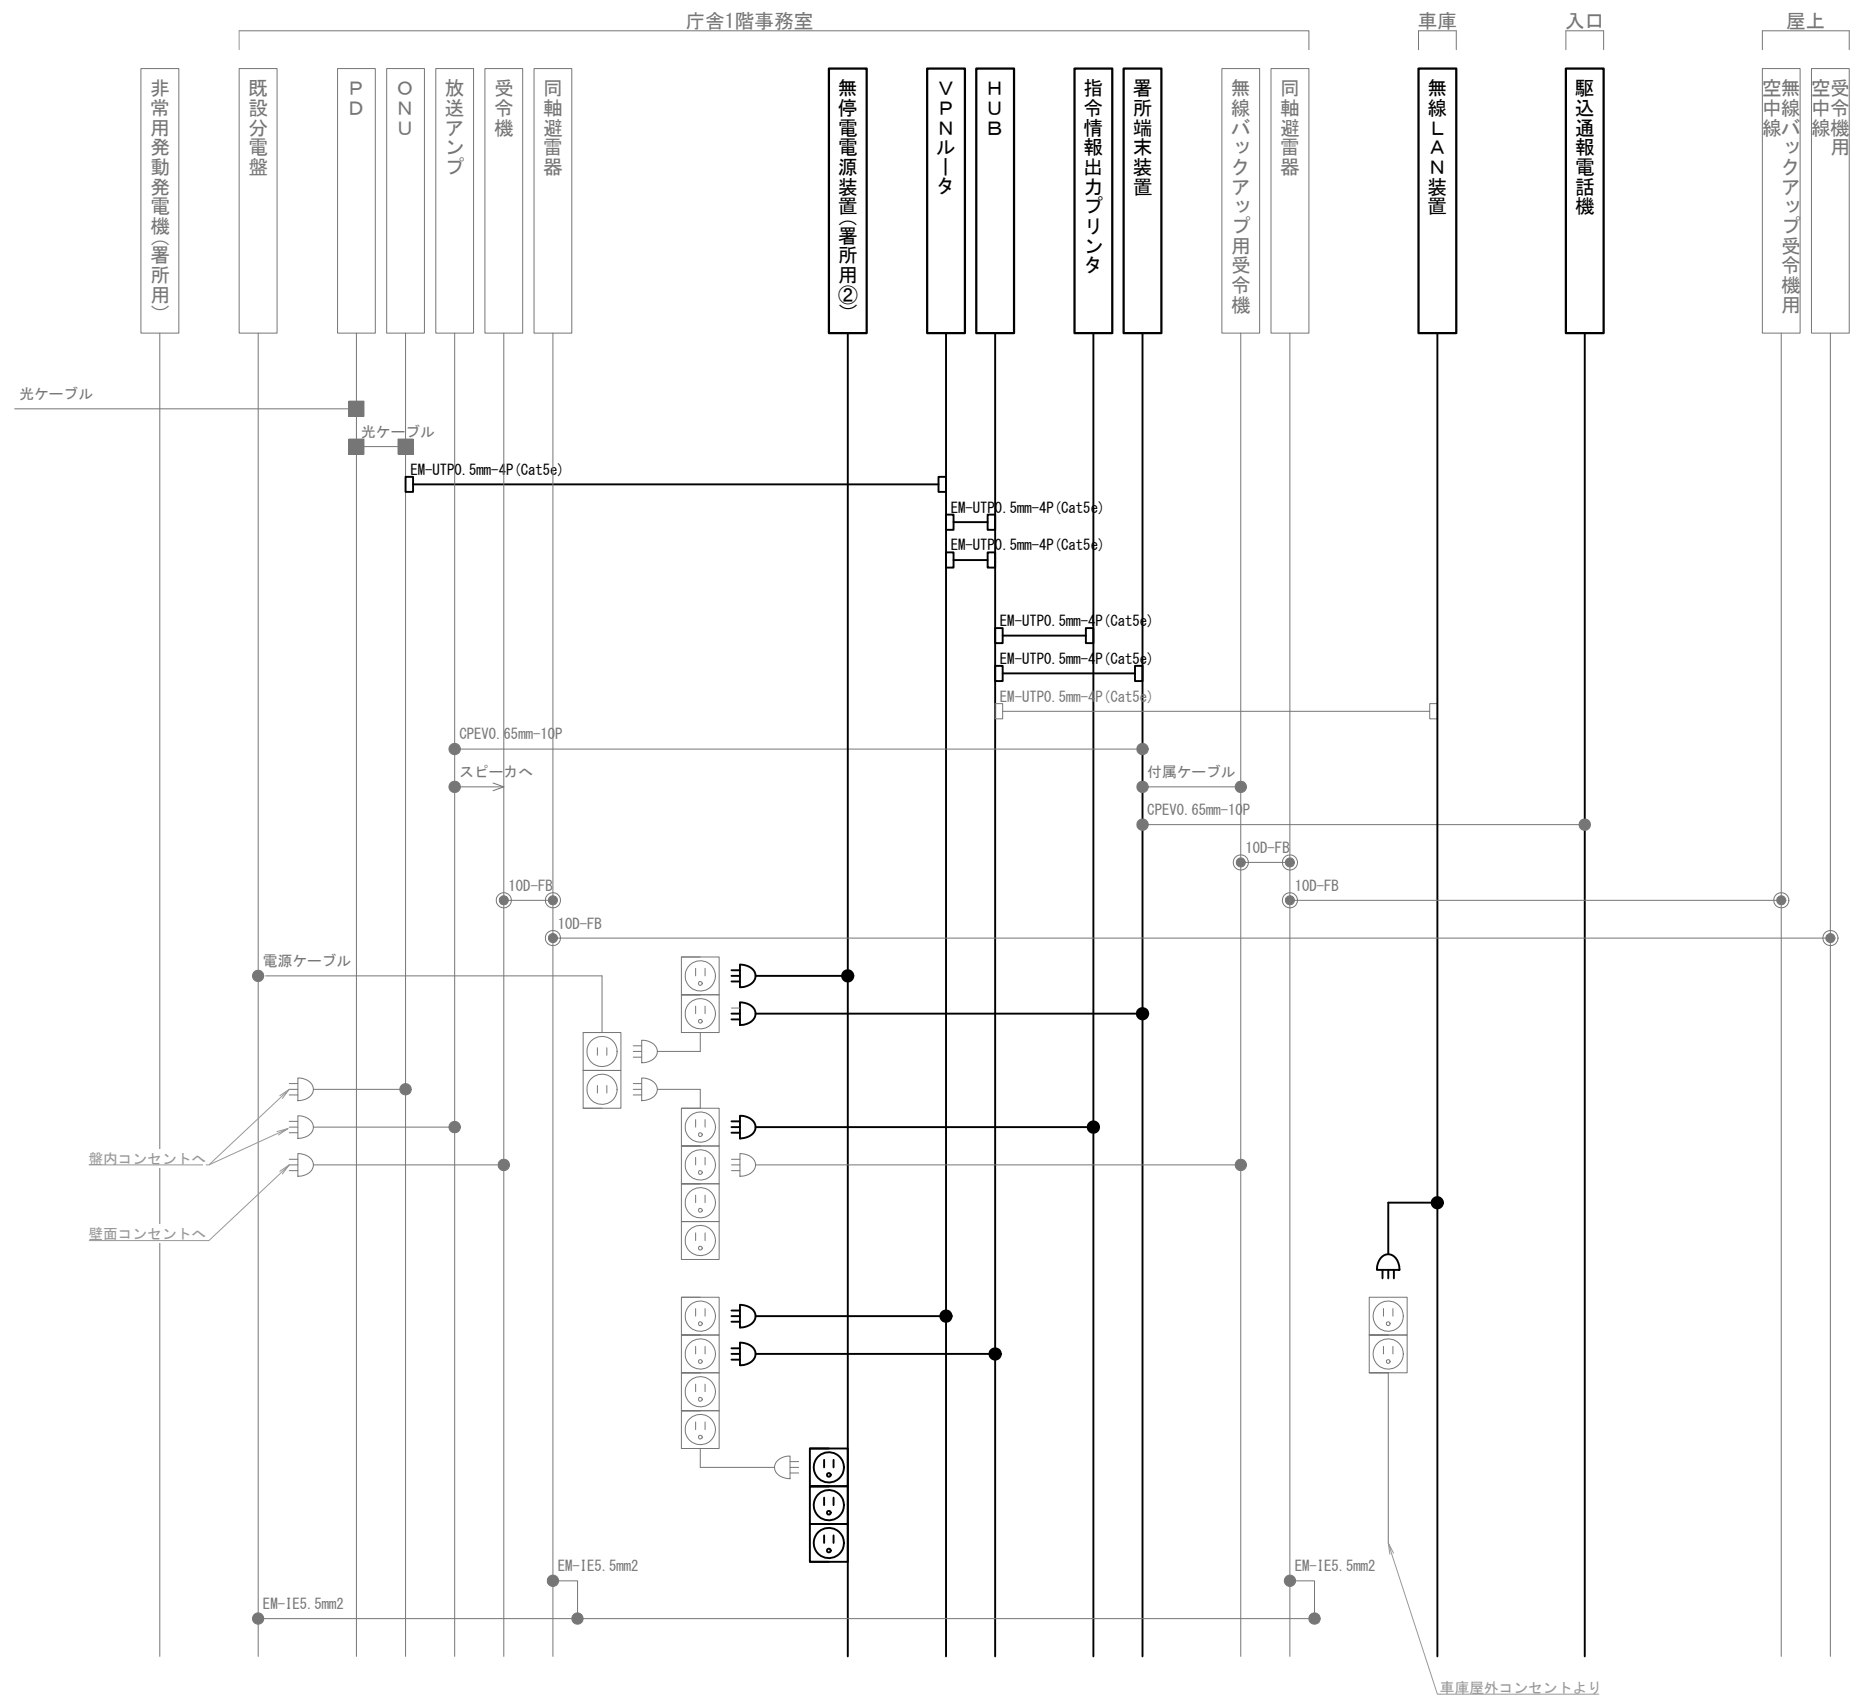 庁舎1階事務室
車庫
入口
屋上
非常用発動発電機(署所用)
既設分電盤
PD
ONU
放送アンプ
受令機
同軸避雷器
無停電電源装置(署所用②)
VPNルータ
HUB
指令情報出力プリンタ
署所端末装置
無線バックアップ用受令機
同軸避雷器
無線LAN装置
駆込通報電話機
無線バックアップ受令機用
空中線
受令機用
空中線
光ケーブル
光ケーブル
EM-UTP0.5mm-4P(Cat5e)
EM-UTP0.5mm-4P(Cat5e)
EM-UTP0.5mm-4P(Cat5e)
EM-UTP0.5mm-4P(Cat5e)
EM-UTP0.5mm-4P(Cat5e)
EM-UTP0.5mm-4P(Cat5e)
CPEV0.65mm-10P
スピーカへ
付属ケーブル
CPEV0.65mm-10P
10D-FB
10D-FB
10D-FB
10D-FB
電源ケーブル
盤内コンセントへ
壁面コンセントへ
EM-IE5.5mm2
EM-IE5.5mm2
EM-IE5.5mm2
車庫屋外コンセントより